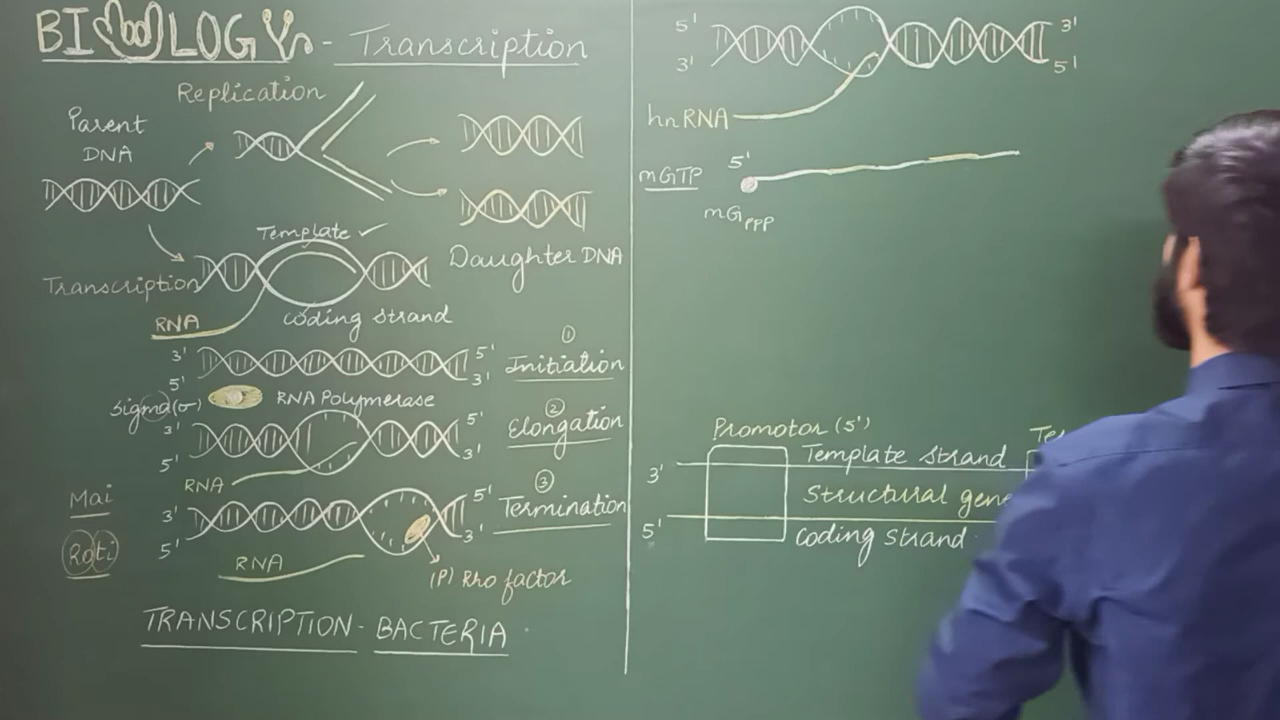 BIOLOGY - Transcription
Replication
Parent
DNA
Template ✓
Daughter DNA
Transcription
RNA
coding strand
3' 5'
5' 3'
① Initiation
Sigma(σ) RNA Polymerase
3' 5'
5' 3'
② Elongation
RNA
Mai
Roti
3' 5'
5' 3'
③ Termination
RNA
(P) Rho factor
TRANSCRIPTION - BACTERIA
5' 3'
3' 5'
hnRNA
mGTP 5'
mGPPP
Promotor (5')
3' Template strand
Structural gene
5' coding strand